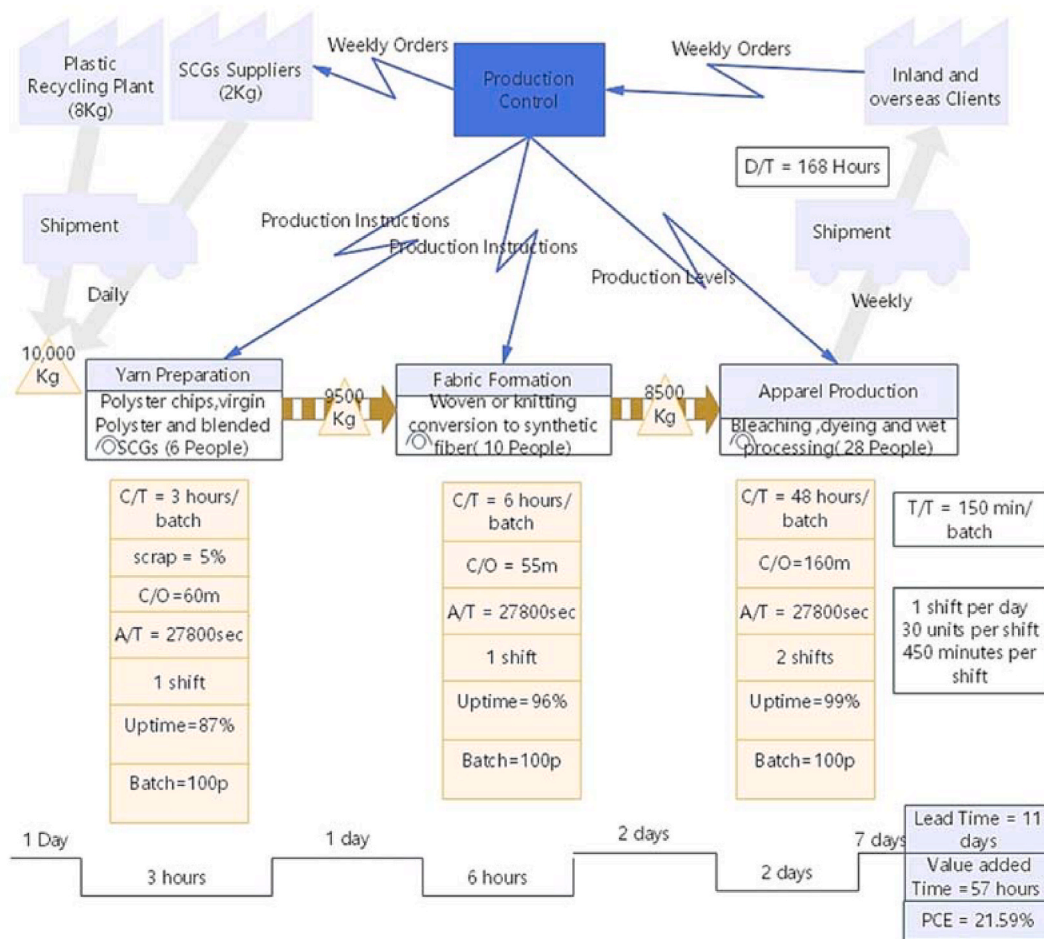 Plastic
Recycling Plant
(8Kg)
SCGs Suppliers
(2Kg)
Weekly Orders
Production
Control
Weekly Orders
Inland and
overseas Clients
D/T = 168 Hours
Shipment
Daily
Production Instructions
Production Instructions
Production Levels
Shipment
Weekly
10,000
Kg
Yarn Preparation
Polyster chips,virgin
Polyster and blended
SCGs (6 People)
9500
Kg
Fabric Formation
Woven or knitting
conversion to synthetic
fiber( 10 People)
8500
Kg
Apparel Production
Bleaching ,dyeing and wet
processing( 28 People)
C/T = 3 hours/
batch
scrap = 5%
C/O=60m
A/T = 27800sec
1 shift
Uptime=87%
Batch=100p
C/T = 6 hours/
batch
C/O = 55m
A/T = 27800sec
1 shift
Uptime=96%
Batch=100p
C/T = 48 hours/
batch
C/O=160m
A/T = 27800sec
2 shifts
Uptime=99%
Batch=100p
T/T = 150 min/
batch
1 shift per day
30 units per shift
450 minutes per
shift
1 Day
3 hours
1 day
6 hours
2 days
2 days
7 days
Lead Time = 11
days
Value added
Time =57 hours
PCE = 21.59%